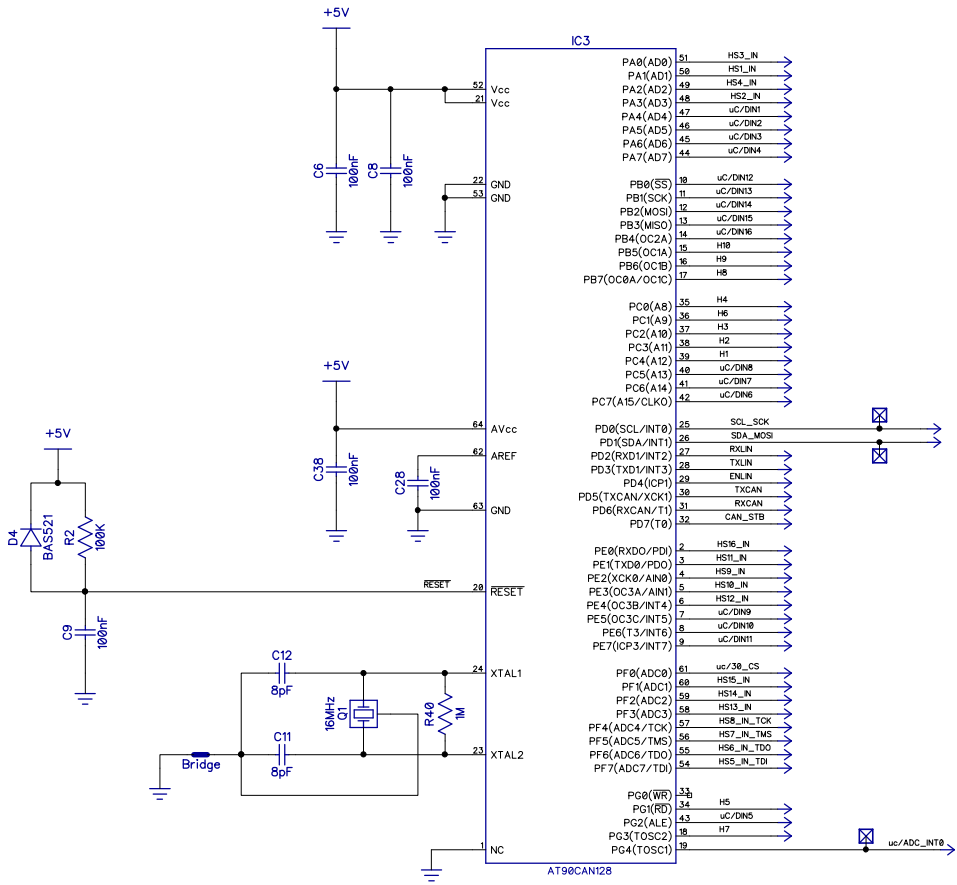 +5V
IC3
52 Vcc
21 Vcc
C6 100nF
C8 100nF
22 GND
53 GND
PA0(AD0) 51 HS3_IN
PA1(AD1) 50 HS1_IN
PA2(AD2) 49 HS4_IN
PA3(AD3) 48 HS2_IN
PA4(AD4) 47 uC/DIN1
PA5(AD5) 46 uC/DIN2
PA6(AD6) 45 uC/DIN3
PA7(AD7) 44 uC/DIN4
PB0(SS) 10 uC/DIN12
PB1(SCK) 11 uC/DIN13
PB2(MOSI) 12 uC/DIN14
PB3(MISO) 13 uC/DIN15
PB4(OC2A) 14 uC/DIN16
PB5(OC1A) 15 H10
PB6(OC1B) 16 H9
PB7(OC0A/OC1C) 17 H8
PC0(A8) 35 H4
PC1(A9) 36 H6
PC2(A10) 37 H3
PC3(A11) 38 H2
PC4(A12) 39 H1
PC5(A13) 40 uC/DIN8
PC6(A14) 41 uC/DIN7
PC7(A15/CLKO) 42 uC/DIN6
+5V
64 AVcc
62 AREF
63 GND
C38 100nF
C28 100nF
PD0(SCL/INT0) 25 SCL_SCK
PD1(SDA/INT1) 26 SDA_MOSI
PD2(RXD1/INT2) 27 RXLIN
PD3(TXD1/INT3) 28 TXLIN
PD4(ICP1) 29 ENLIN
PD5(TXCAN/XCK1) 30 TXCAN
PD6(RXCAN/T1) 31 RXCAN
PD7(T0) 32 CAN_STB
+5V
D4 BAS521
R2 100K
RESET 20 RESET
C9 100nF
PE0(RXDO/PDI) 2 HS16_IN
PE1(TXD0/PDO) 3 HS11_IN
PE2(XCK0/AIN0) 4 HS9_IN
PE3(OC3A/AIN1) 5 HS10_IN
PE4(OC3B/INT4) 6 HS12_IN
PE5(OC3C/INT5) 7 uC/DIN9
PE6(T3/INT6) 8 uC/DIN10
PE7(ICP3/INT7) 9 uC/DIN11
C12
8pF
24 XTAL1
16MHz Q1
R40 1M
C11
8pF
23 XTAL2
Bridge
PF0(ADC0) 61 uc/30_CS
PF1(ADC1) 60 HS15_IN
PF2(ADC2) 59 HS14_IN
PF3(ADC3) 58 HS13_IN
PF4(ADC4/TCK) 57 HS8_IN_TCK
PF5(ADC5/TMS) 56 HS7_IN_TMS
PF6(ADC6/TDO) 55 HS6_IN_TDO
PF7(ADC7/TDI) 54 HS5_IN_TDI
PG0(WR) 33
PG1(RD) 34 H5
PG2(ALE) 43 uC/DIN5
PG3(TOSC2) 18 H7
PG4(TOSC1) 19 uc/ADC_INT0
1 NC
AT90CAN128